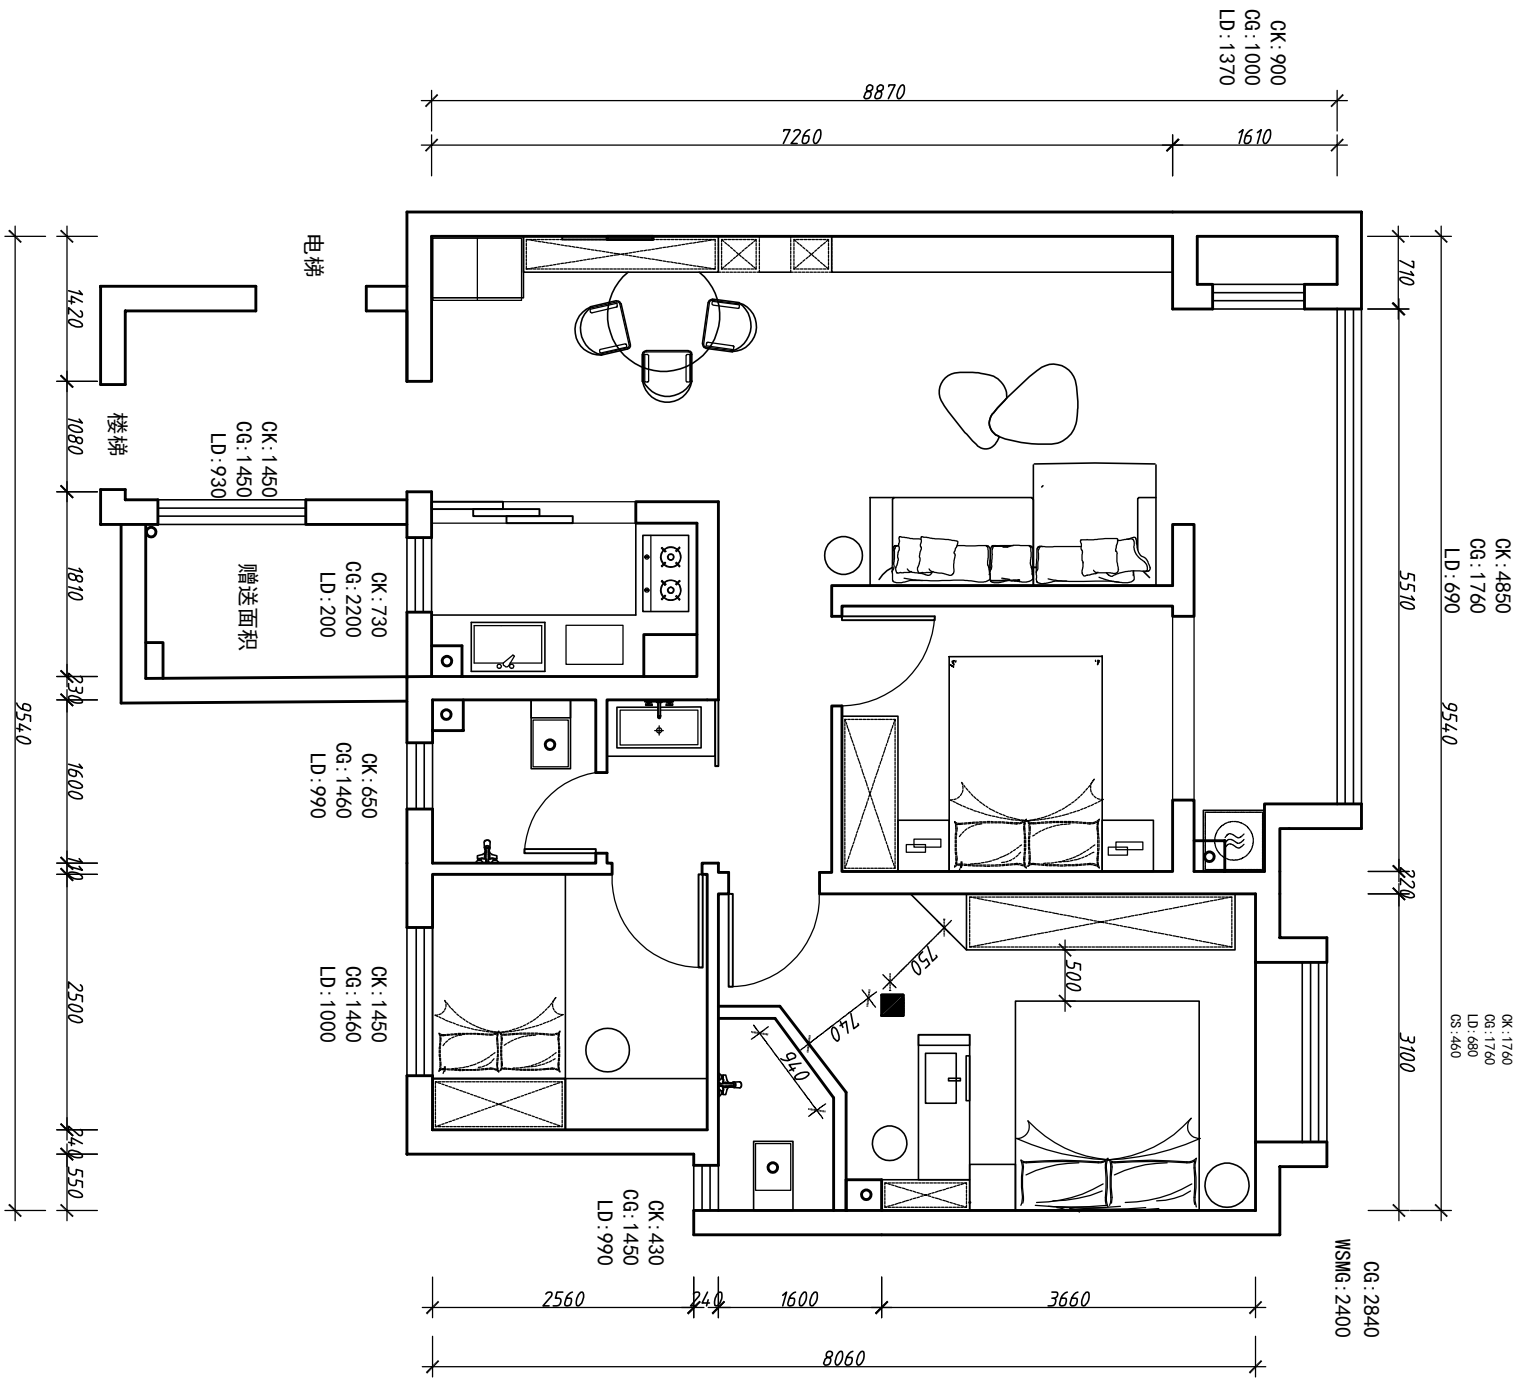 CK:900
CG:1000
LD:1370
8870
7260
1610
电梯
710
1420
楼梯
1080
CK:1450
CG:1450
LD:930
CK:4850
CG:1760
LD:690
5510
9540
1810
赠送面积
CK:730
CG:2200
LD:200
230
9540
1600
CK:650
CG:1460
LD:990
110
220
750
500
740
940
2500
CK:1450
CG:1460
LD:1000
3100
CK:1760
CG:1760
LD:680
CS:460
240
550
CK:430
CG:1450
LD:990
CG:2840
WSMG:2400
2560
240
1600
3660
8060